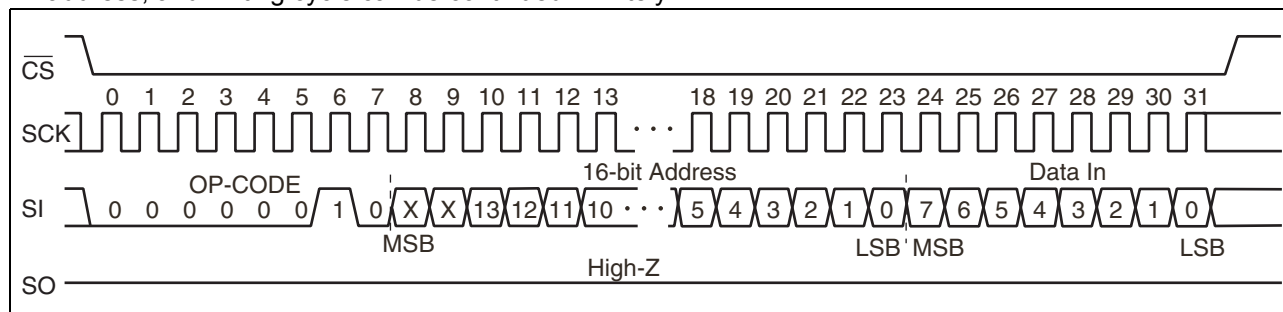 CS
0 1 2 3 4 5 6 7 8 9 10 11 12 13 18 19 20 21 22 23 24 25 26 27 28 29 30 31
SCK ···
OP-CODE 16-bit Address Data In
SI 0 0 0 0 0 0 1 0 X X 13 12 11 10 ··· 5 4 3 2 1 0 7 6 5 4 3 2 1 0
MSB LSB MSB LSB
High-Z
SO